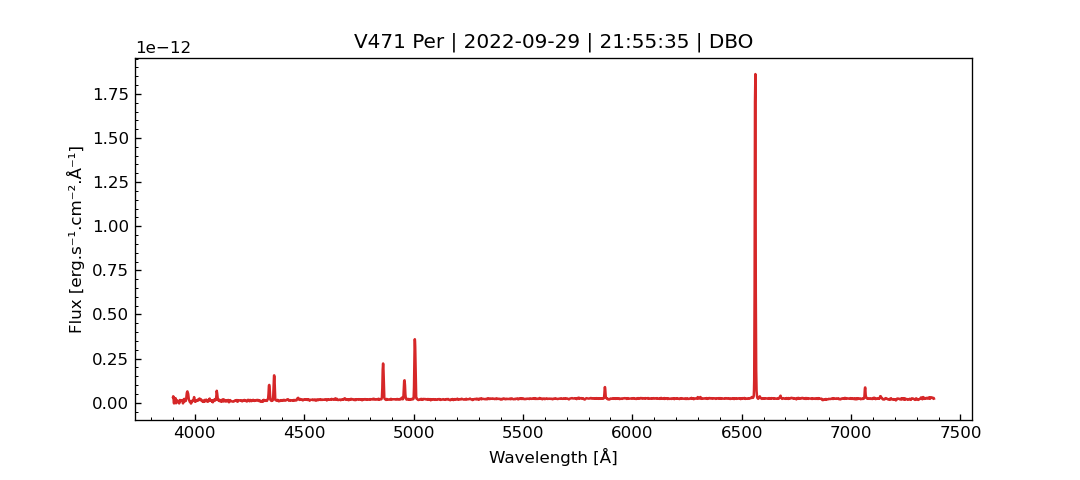 V471 Per | 2022-09-29 | 21:55:35 | DBO
1e−12
1.75
1.50
1.25
1.00
0.75
0.50
0.25
0.00
Flux [erg.s⁻¹.cm⁻².Å⁻¹]
4000 4500 5000 5500 6000 6500 7000 7500
Wavelength [Å]